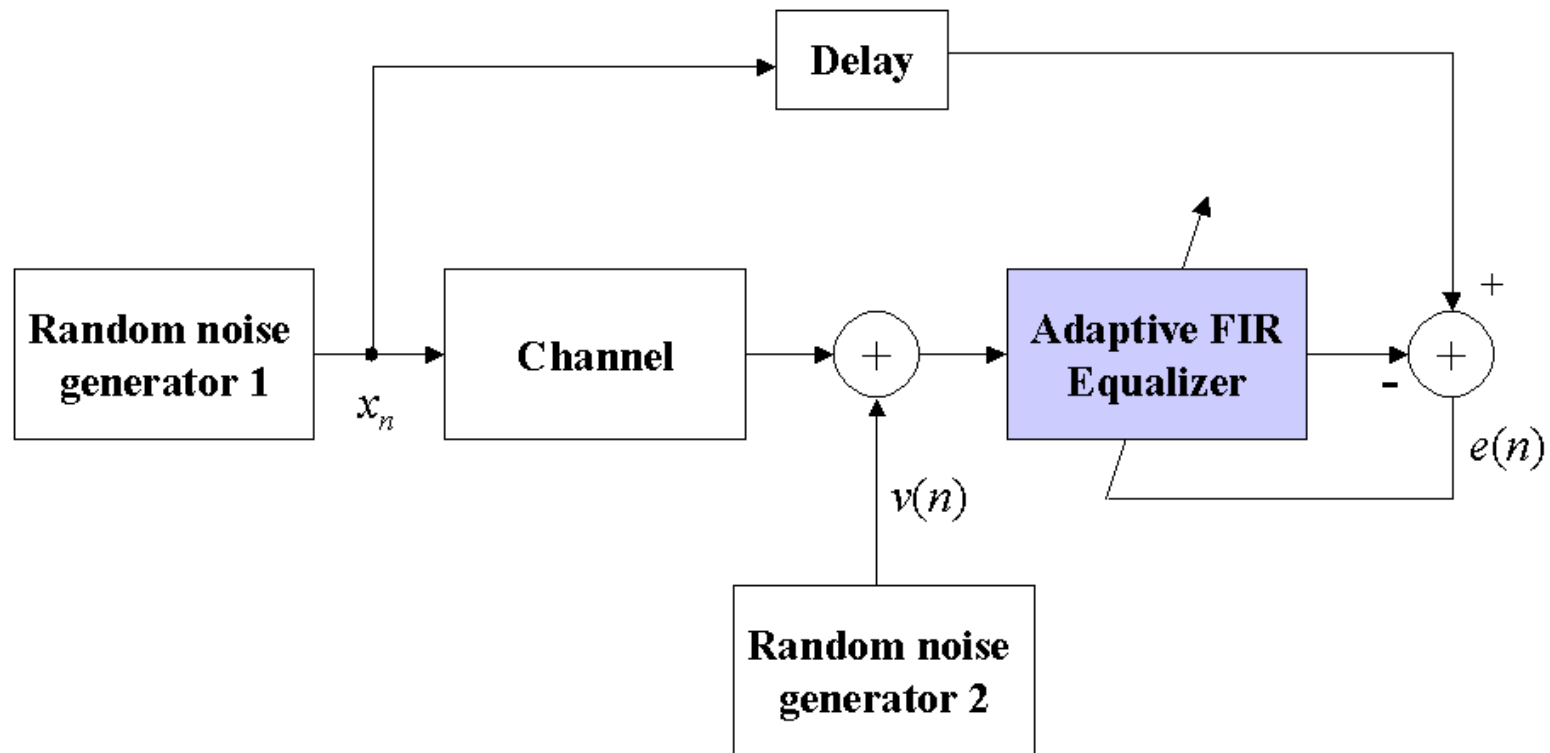 Delay
+
Random noise
generator 1
Channel
+
Adaptive FIR
Equalizer
+
-
x_n
e(n)
v(n)
Random noise
generator 2